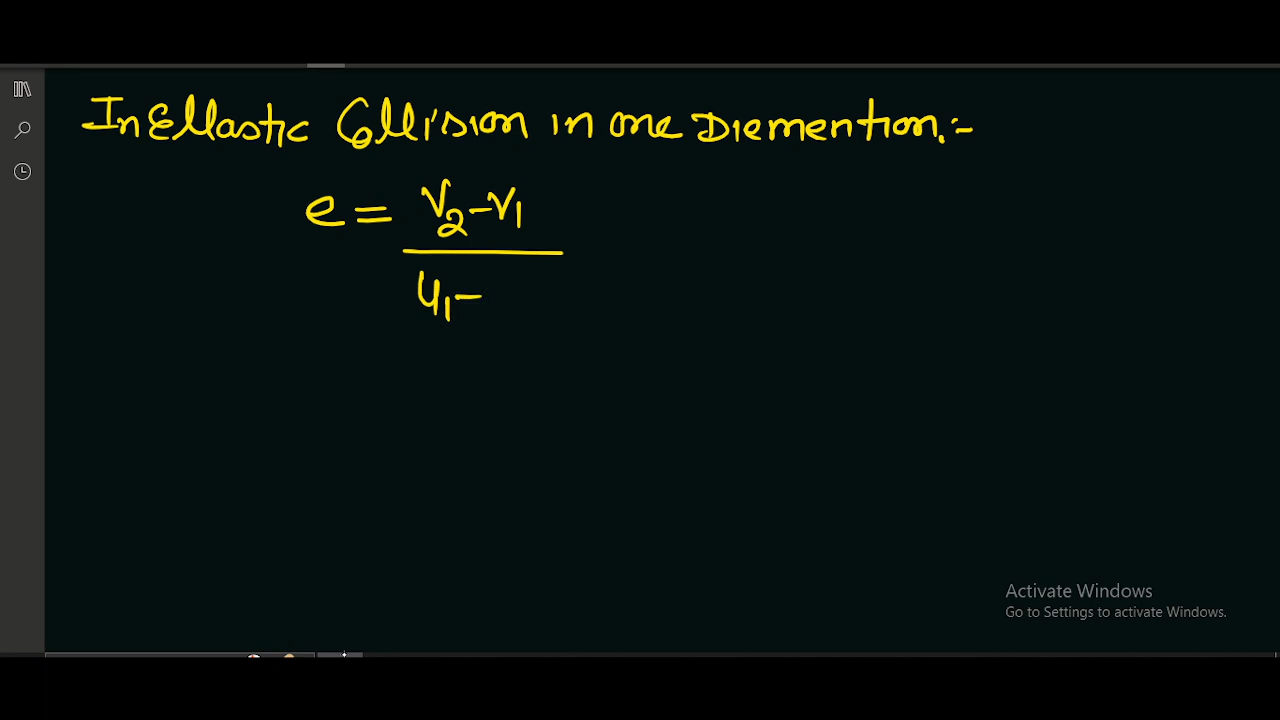 InEllastic Collision in one Diemention:-
e = v₂-v₁
u₁-
Activate Windows
Go to Settings to activate Windows.